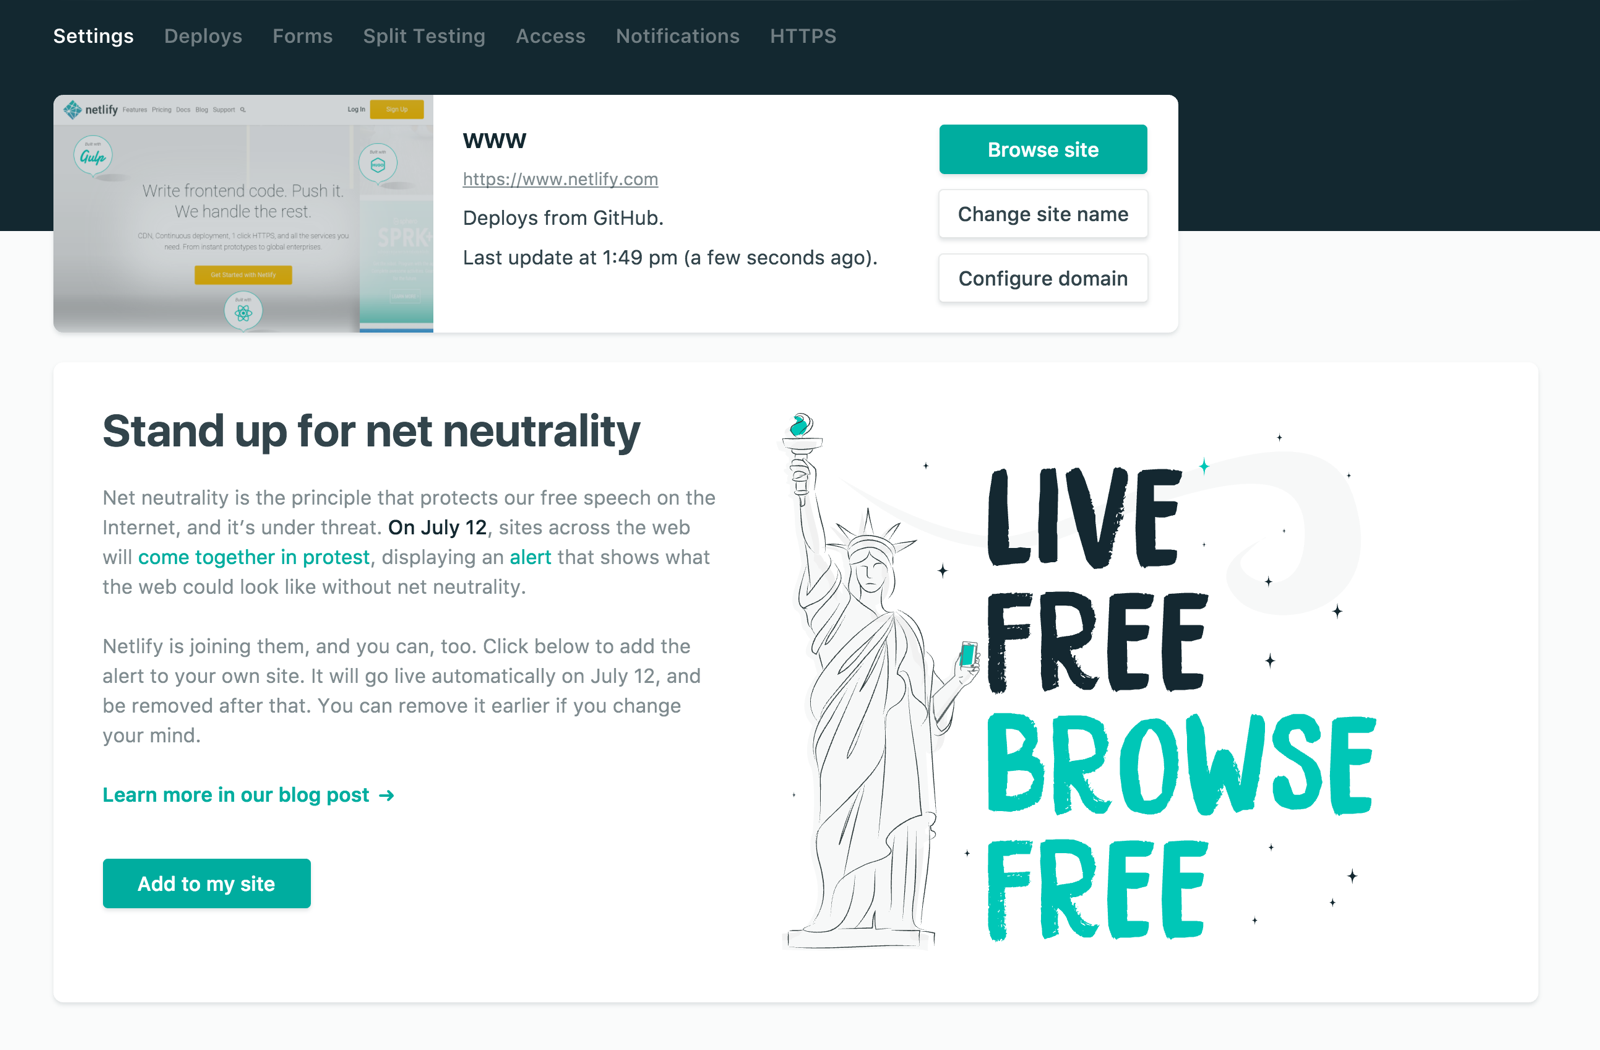 Settings Deploys Forms Split Testing Access Notifications HTTPS
netlify Features Pricing Docs Blog Support Log In Sign Up
Built with
Gulp
Built with
Write frontend code. Push it.
We handle the rest.
CDN, Continuous deployment, 1 click HTTPS, and all the services you
need. From instant prototypes to global enterprises.
Get Started with Netlify
Built with
www
https://www.netlify.com
Deploys from GitHub.
Last update at 1:49 pm (a few seconds ago).
Browse site
Change site name
Configure domain
Stand up for net neutrality
Net neutrality is the principle that protects our free speech on the
Internet, and it’s under threat. On July 12, sites across the web
will come together in protest, displaying an alert that shows what
the web could look like without net neutrality.
Netlify is joining them, and you can, too. Click below to add the
alert to your own site. It will go live automatically on July 12, and
be removed after that. You can remove it earlier if you change
your mind.
Learn more in our blog post →
Add to my site
LIVE
FREE
BROWSE
FREE